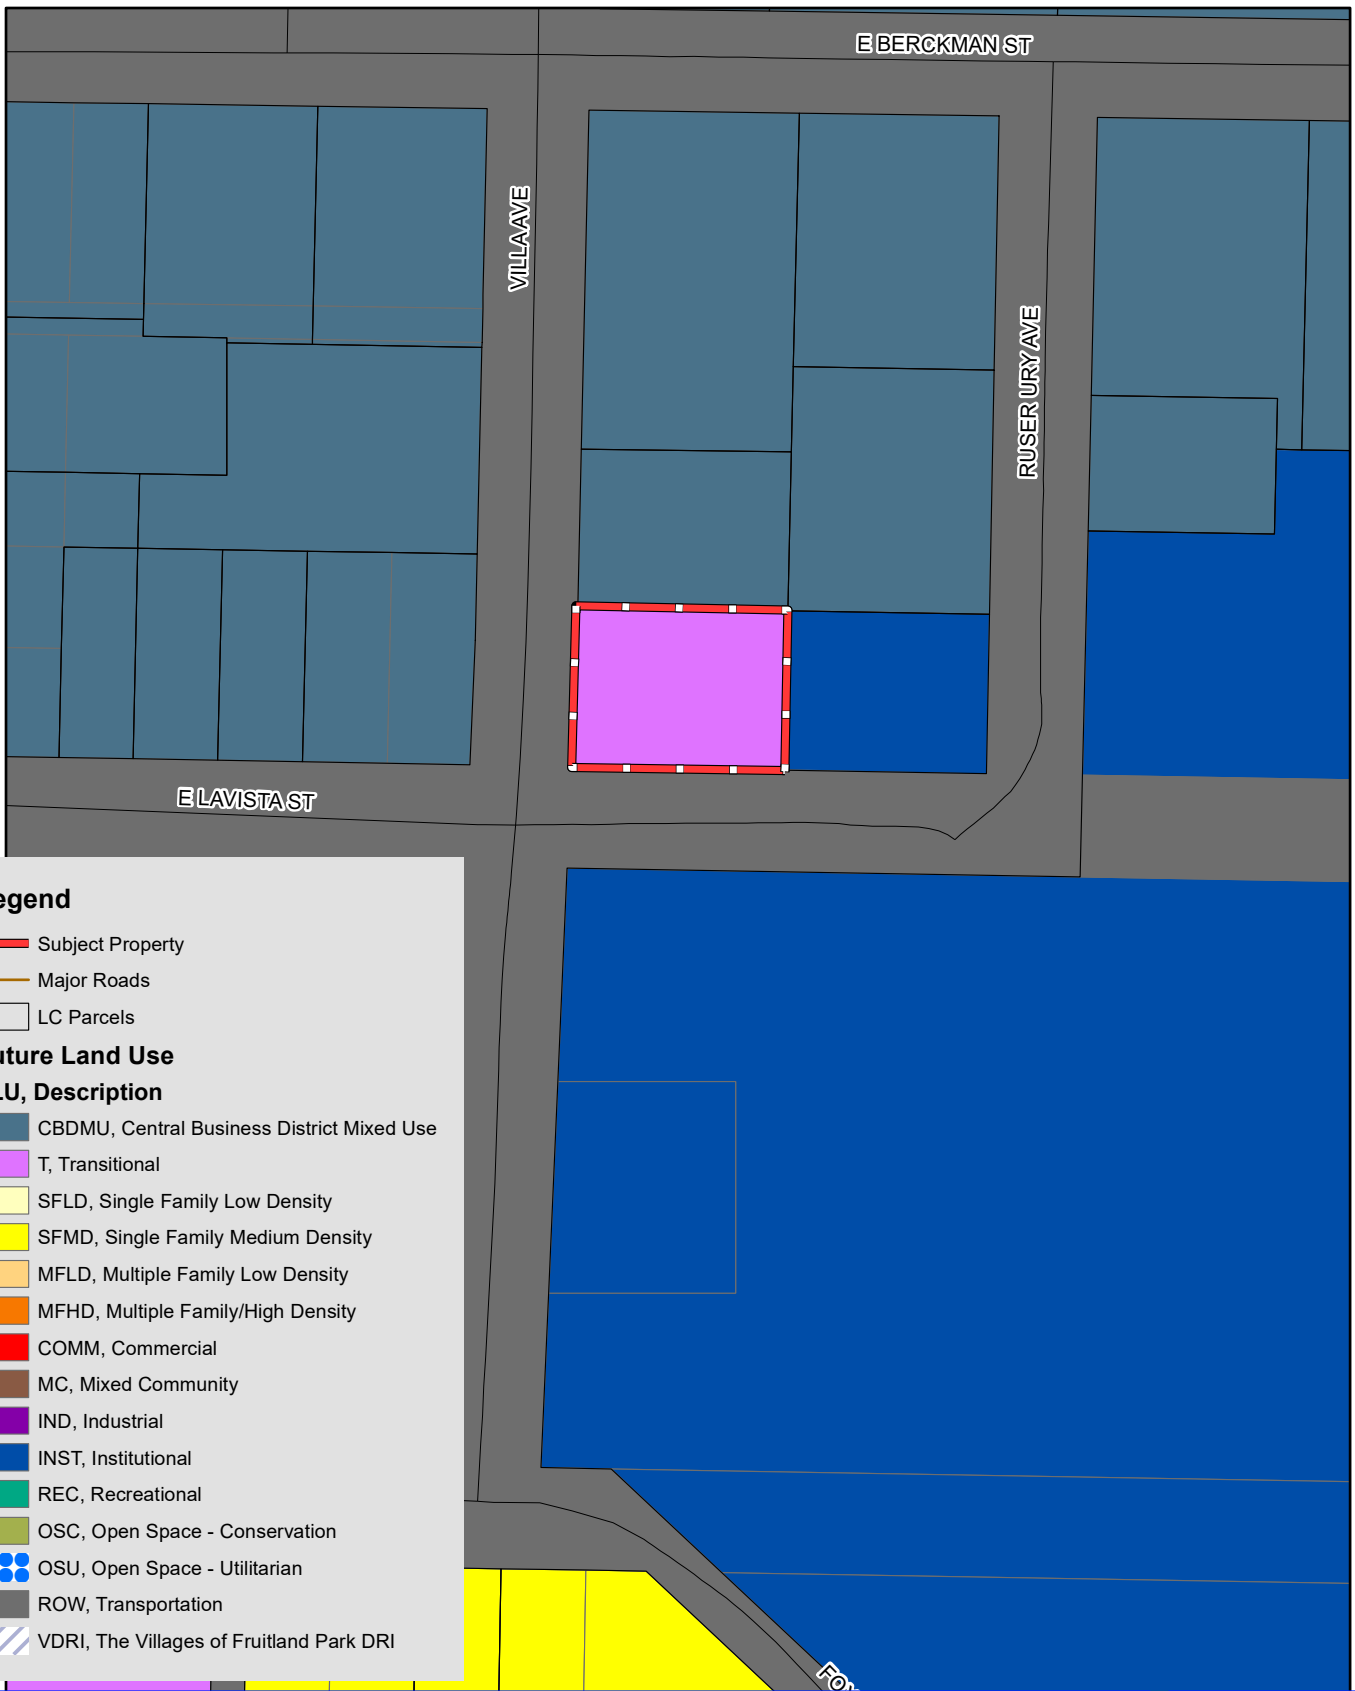 E BERCKMAN ST
VILLA AVE
RUSER URY AVE
E LAVISTA ST
egend
Subject Property
Major Roads
LC Parcels
uture Land Use
LU, Description
CBDMU, Central Business District Mixed Use
T, Transitional
SFLD, Single Family Low Density
SFMD, Single Family Medium Density
MFLD, Multiple Family Low Density
MFHD, Multiple Family/High Density
COMM, Commercial
MC, Mixed Community
IND, Industrial
INST, Institutional
REC, Recreational
OSC, Open Space - Conservation
OSU, Open Space - Utilitarian
ROW, Transportation
VDRI, The Villages of Fruitland Park DRI